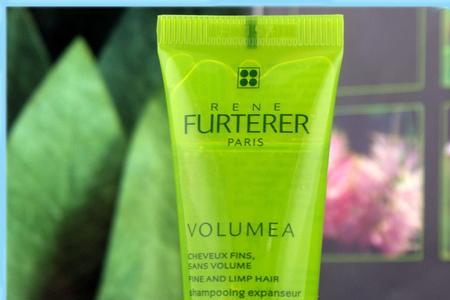 RENE
FURTERER
PARIS
VOLUMEA
CHEVEUX FINS,
SANS VOLUME
FINE AND LIMP HAIR
shampooing expanseur